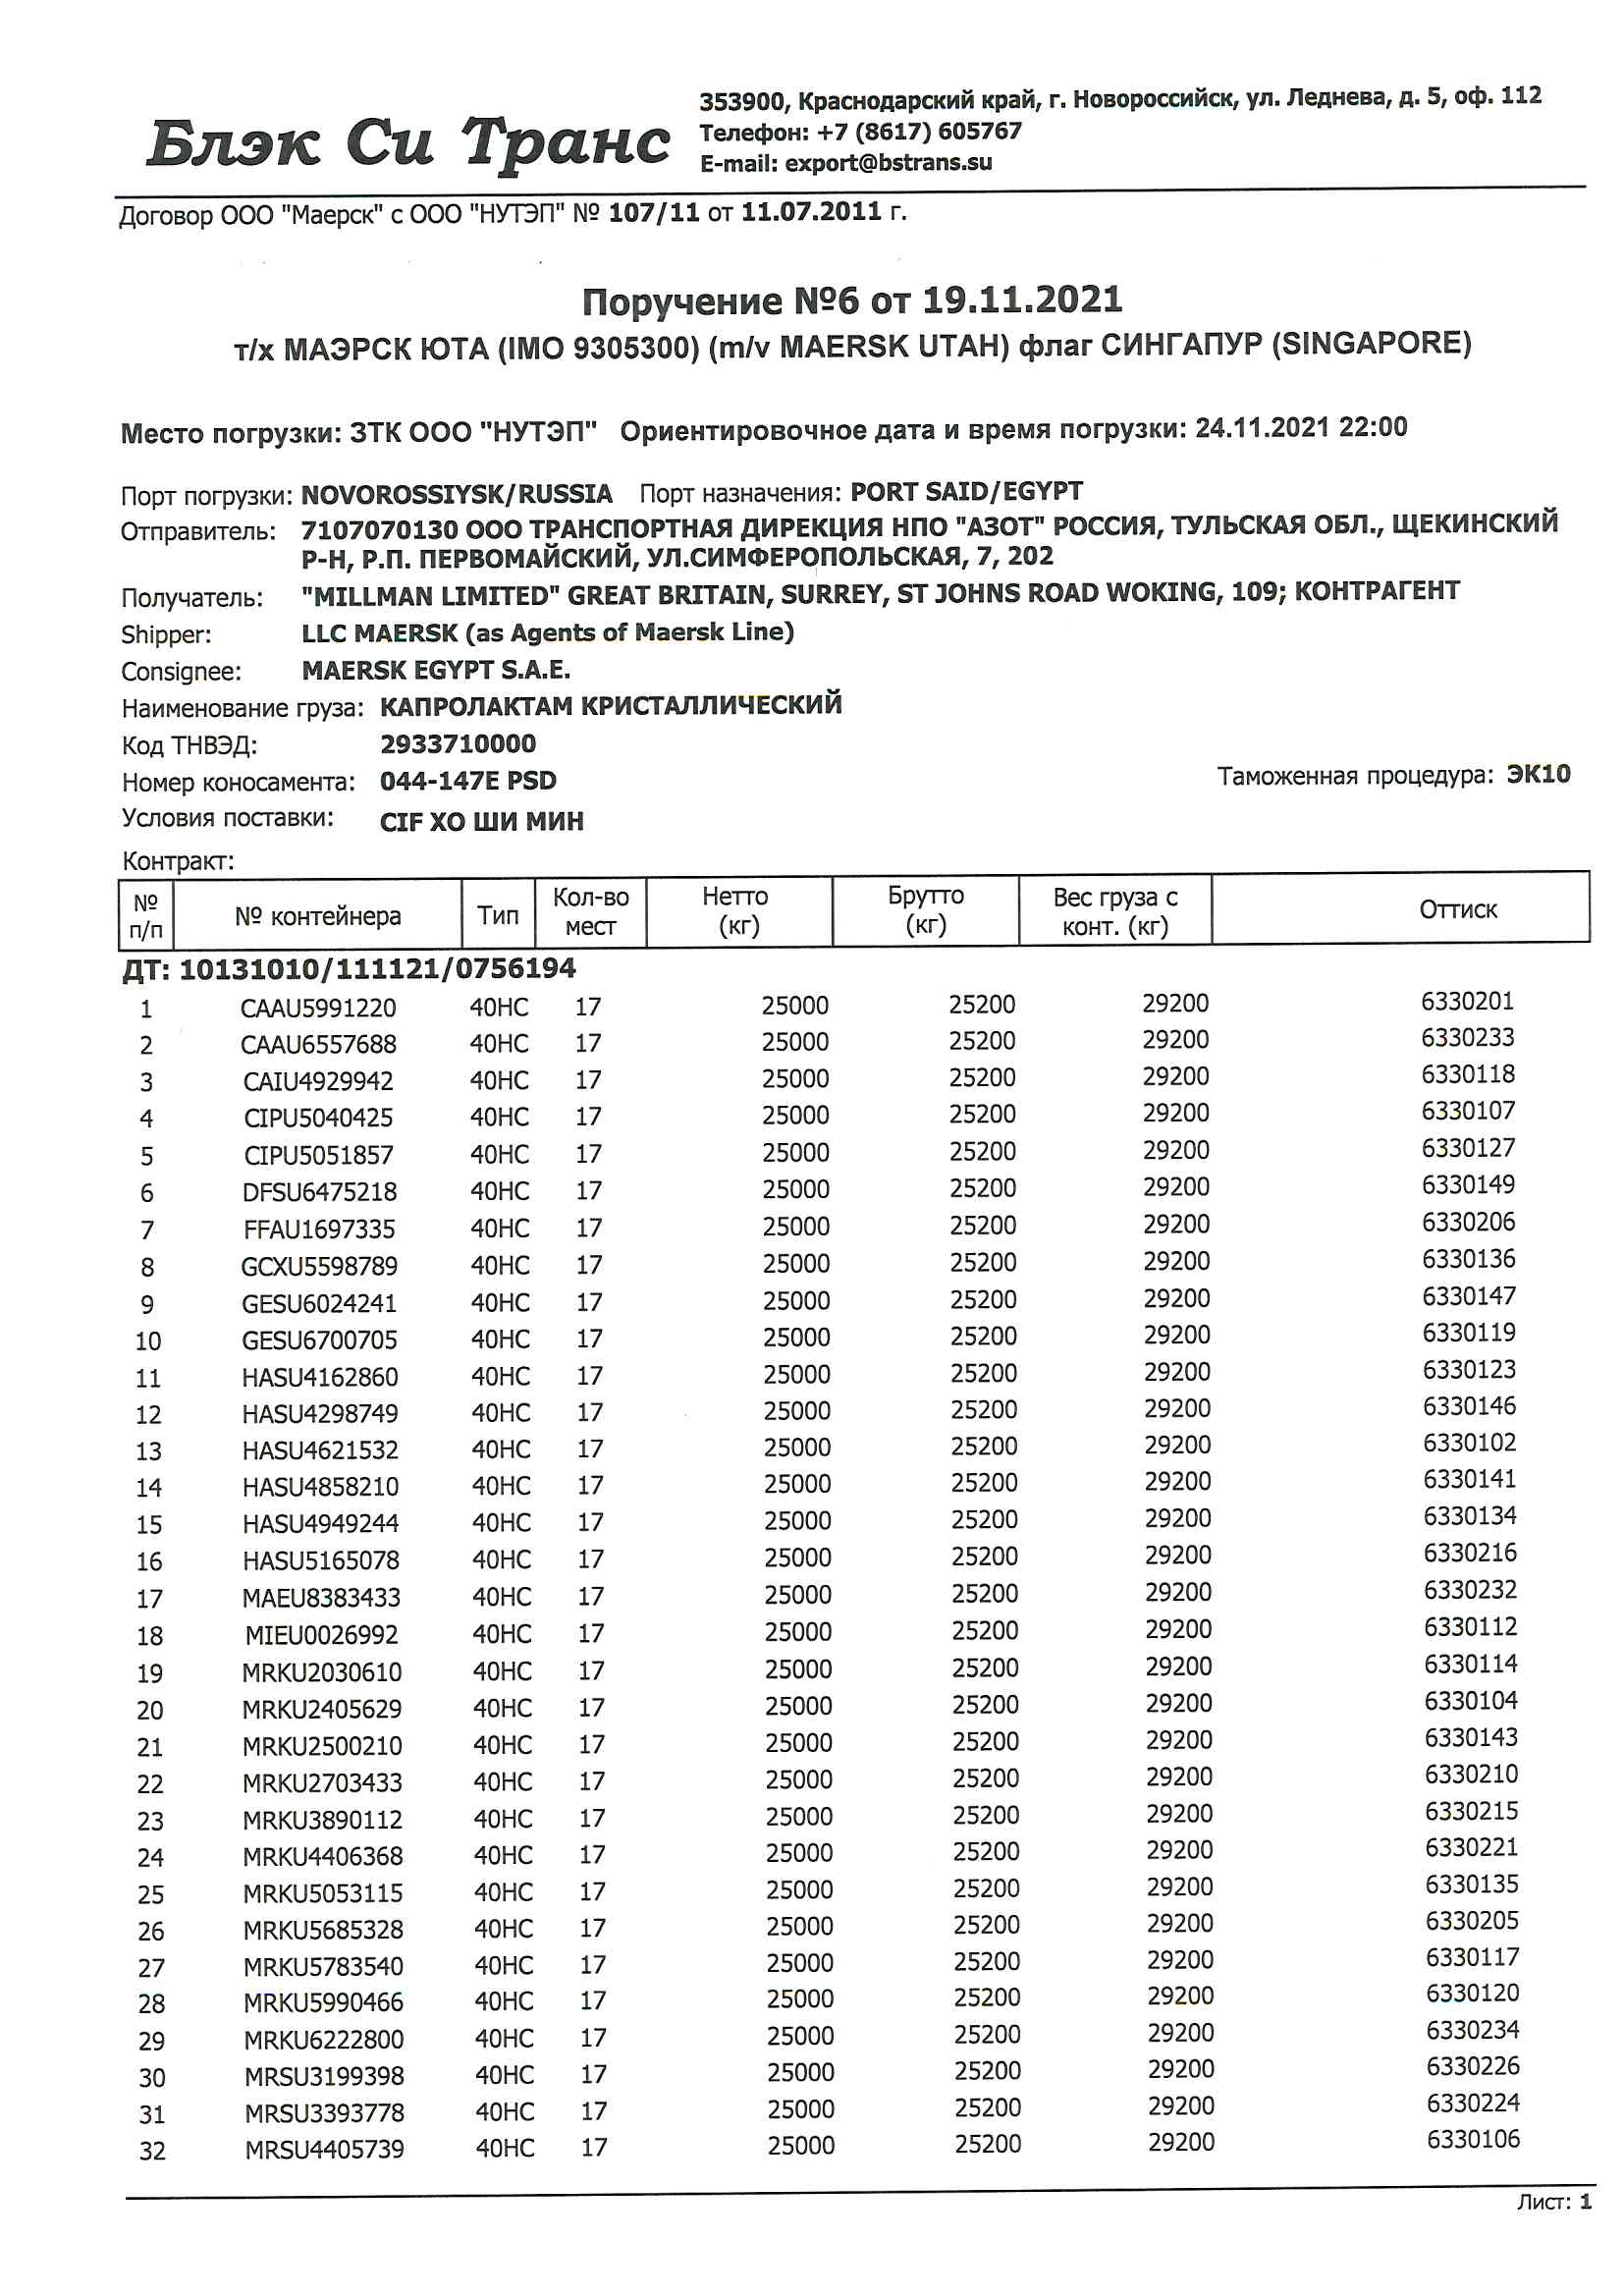 Блэк Си Транс
353900, Краснодарский край, г. Новороссийск, ул. Леднева, д. 5, оф. 112
Телефон: +7 (8617) 605767
E-mail: export@bstrans.su
Договор ООО "Маерск" с ООО "НУТЭП" № 107/11 от 11.07.2011 г.
Поручение №6 от 19.11.2021
т/х МАЭРСК ЮТА (IMO 9305300) (m/v MAERSK UTAH) флаг СИНГАПУР (SINGAPORE)
Место погрузки: ЗТК ООО "НУТЭП" Ориентировочное дата и время погрузки: 24.11.2021 22:00
Порт погрузки: NOVOROSSIYSK/RUSSIA Порт назначения: PORT SAID/EGYPT
Отправитель: 7107070130 ООО ТРАНСПОРТНАЯ ДИРЕКЦИЯ НПО "АЗОТ" РОССИЯ, ТУЛЬСКАЯ ОБЛ., ЩЕКИНСКИЙ
Р-Н, Р.П. ПЕРВОМАЙСКИЙ, УЛ.СИМФЕРОПОЛЬСКАЯ, 7, 202
Получатель: "MILLMAN LIMITED" GREAT BRITAIN, SURREY, ST JOHNS ROAD WOKING, 109; КОНТРАГЕНТ
Shipper: LLC MAERSK (as Agents of Maersk Line)
Consignee: MAERSK EGYPT S.A.E.
Наименование груза: КАПРОЛАКТАМ КРИСТАЛЛИЧЕСКИЙ
Код ТНВЭД: 2933710000
Номер коносамента: 044-147E PSD Таможенная процедура: ЭК10
Условия поставки: CIF ХО ШИ МИН
Контракт:
№ п/п № контейнера Тип Кол-во мест Нетто (кг) Брутто (кг) Вес груза с конт. (кг) Оттиск
ДТ: 10131010/111121/0756194
1 CAAU5991220 40HC 17 25000 25200 29200 6330201
2 CAAU6557688 40HC 17 25000 25200 29200 6330233
3 CAIU4929942 40HC 17 25000 25200 29200 6330118
4 CIPU5040425 40HC 17 25000 25200 29200 6330107
5 CIPU5051857 40HC 17 25000 25200 29200 6330127
6 DFSU6475218 40HC 17 25000 25200 29200 6330149
7 FFAU1697335 40HC 17 25000 25200 29200 6330206
8 GCXU5598789 40HC 17 25000 25200 29200 6330136
9 GESU6024241 40HC 17 25000 25200 29200 6330147
10 GESU6700705 40HC 17 25000 25200 29200 6330119
11 HASU4162860 40HC 17 25000 25200 29200 6330123
12 HASU4298749 40HC 17 25000 25200 29200 6330146
13 HASU4621532 40HC 17 25000 25200 29200 6330102
14 HASU4858210 40HC 17 25000 25200 29200 6330141
15 HASU4949244 40HC 17 25000 25200 29200 6330134
16 HASU5165078 40HC 17 25000 25200 29200 6330216
17 MAEU8383433 40HC 17 25000 25200 29200 6330232
18 MIEU0026992 40HC 17 25000 25200 29200 6330112
19 MRKU2030610 40HC 17 25000 25200 29200 6330114
20 MRKU2405629 40HC 17 25000 25200 29200 6330104
21 MRKU2500210 40HC 17 25000 25200 29200 6330143
22 MRKU2703433 40HC 17 25000 25200 29200 6330210
23 MRKU3890112 40HC 17 25000 25200 29200 6330215
24 MRKU4406368 40HC 17 25000 25200 29200 6330221
25 MRKU5053115 40HC 17 25000 25200 29200 6330135
26 MRKU5685328 40HC 17 25000 25200 29200 6330205
27 MRKU5783540 40HC 17 25000 25200 29200 6330117
28 MRKU5990466 40HC 17 25000 25200 29200 6330120
29 MRKU6222800 40HC 17 25000 25200 29200 6330234
30 MRSU3199398 40HC 17 25000 25200 29200 6330226
31 MRSU3393778 40HC 17 25000 25200 29200 6330224
32 MRSU4405739 40HC 17 25000 25200 29200 6330106
Лист: 1